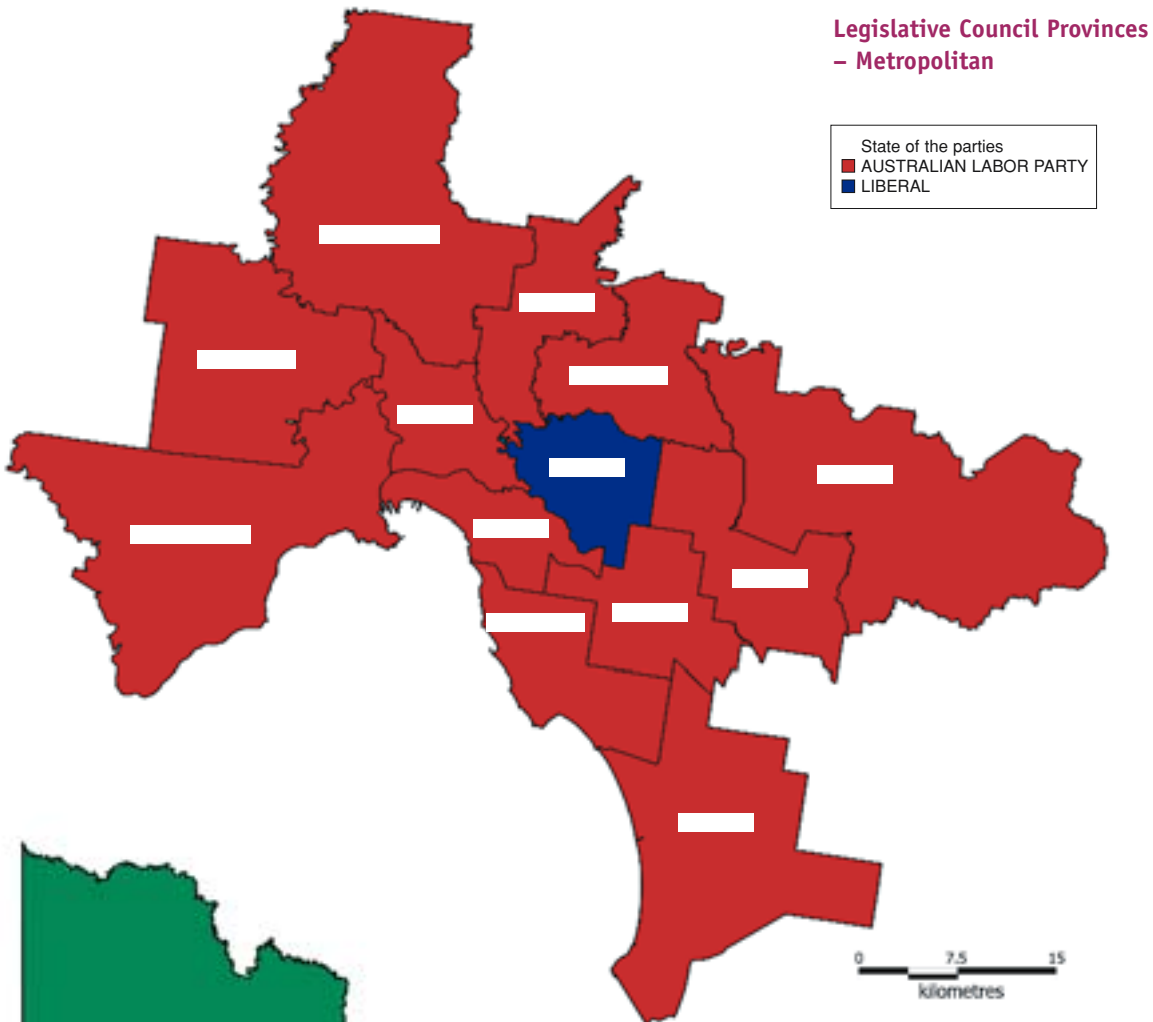 Legislative Council Provinces
– Metropolitan
State of the parties
AUSTRALIAN LABOR PARTY
LIBERAL
0 7.5 15
kilometres